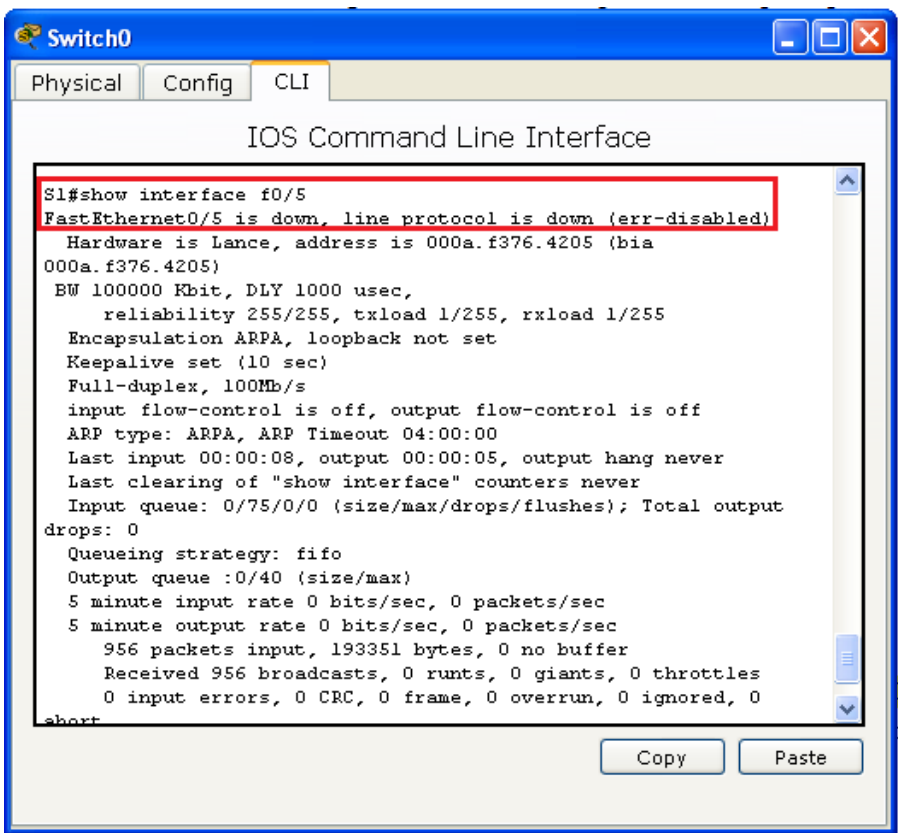 Switch0
Physical Config CLI
IOS Command Line Interface
S1#show interface f0/5
FastEthernet0/5 is down, line protocol is down (err-disabled)
Hardware is Lance, address is 000a.f376.4205 (bia
000a.f376.4205)
BW 100000 Kbit, DLY 1000 usec,
reliability 255/255, txload 1/255, rxload 1/255
Encapsulation ARPA, loopback not set
Keepalive set (10 sec)
Full-duplex, 100Mb/s
input flow-control is off, output flow-control is off
ARP type: ARPA, ARP Timeout 04:00:00
Last input 00:00:08, output 00:00:05, output hang never
Last clearing of "show interface" counters never
Input queue: 0/75/0/0 (size/max/drops/flushes); Total output
drops: 0
Queueing strategy: fifo
Output queue :0/40 (size/max)
5 minute input rate 0 bits/sec, 0 packets/sec
5 minute output rate 0 bits/sec, 0 packets/sec
956 packets input, 193351 bytes, 0 no buffer
Received 956 broadcasts, 0 runts, 0 giants, 0 throttles
0 input errors, 0 CRC, 0 frame, 0 overrun, 0 ignored, 0
abort
Copy Paste